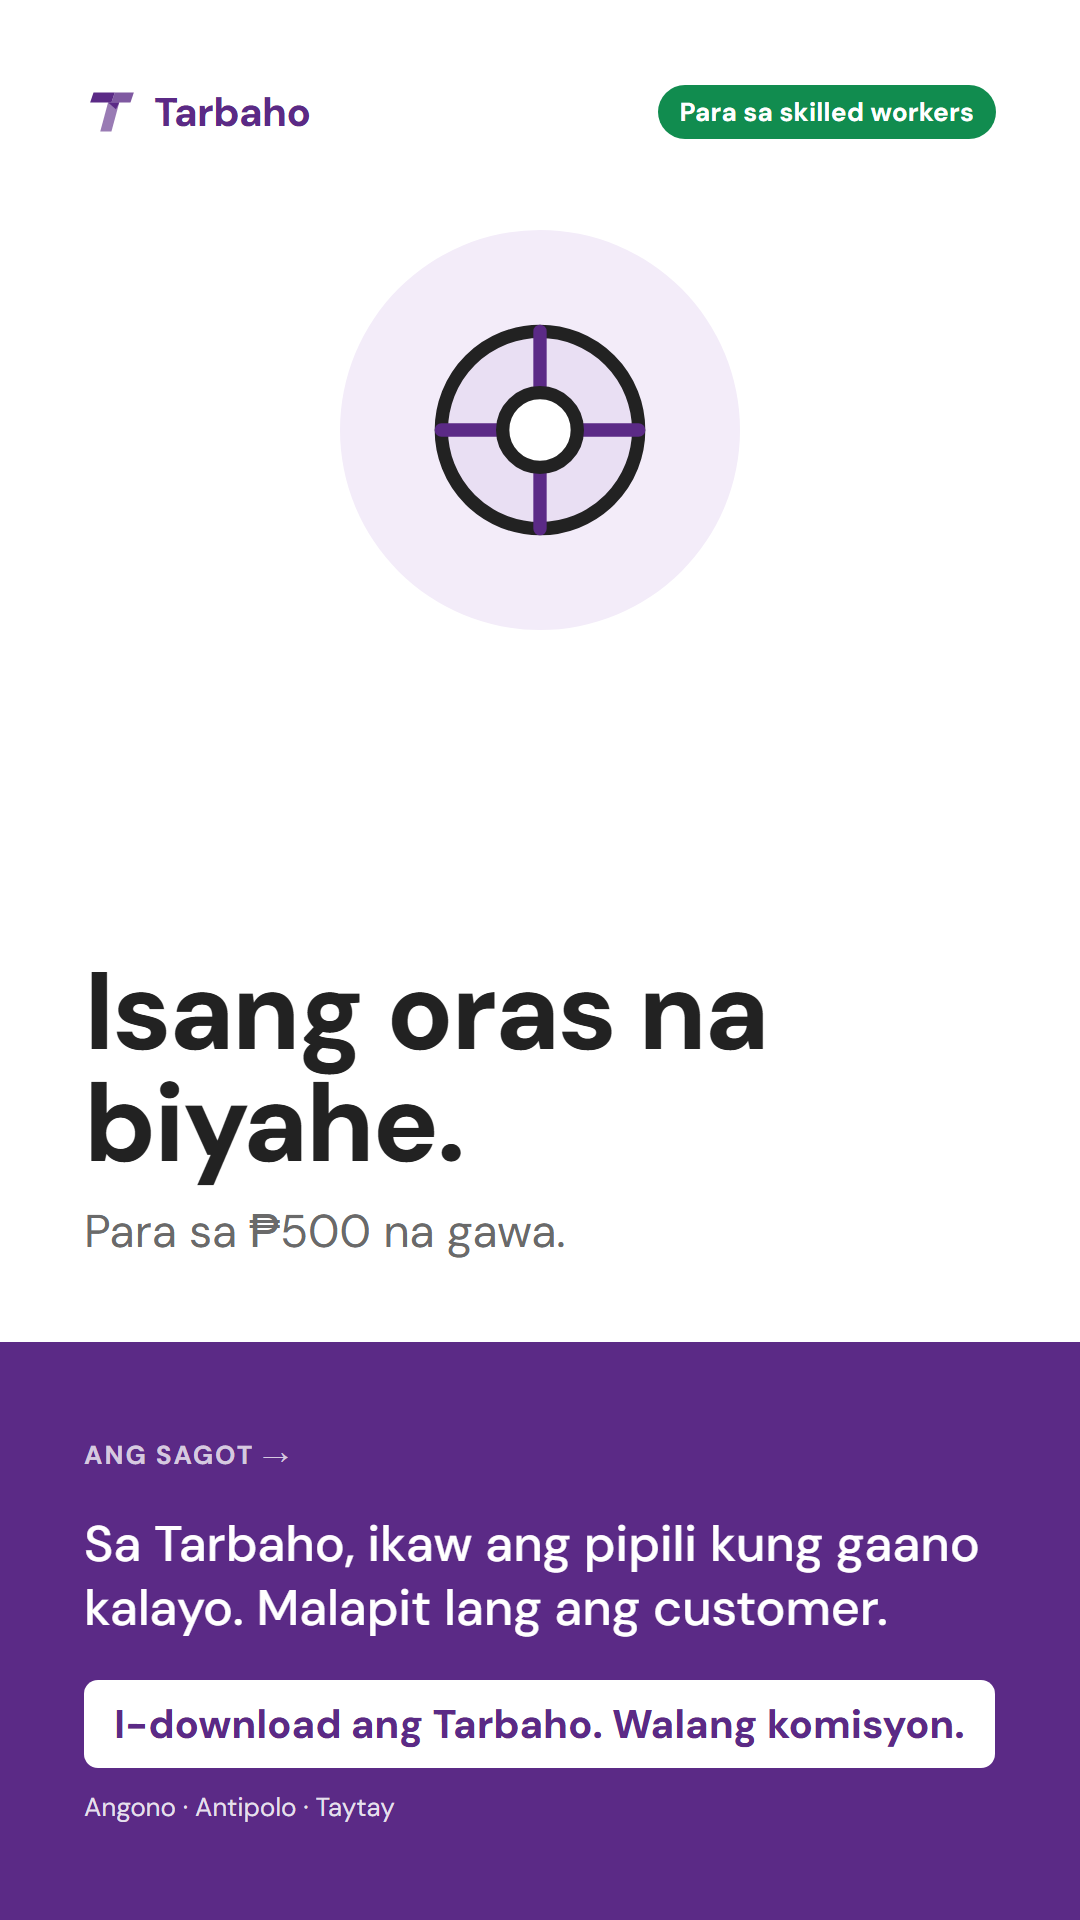 Tarbaho
Para sa skilled workers
Isang oras na
biyahe.
Para sa ₱500 na gawa.
ANG SAGOT →
Sa Tarbaho, ikaw ang pipili kung gaano
kalayo. Malapit lang ang customer.
I-download ang Tarbaho. Walang komisyon.
Angono · Antipolo · Taytay